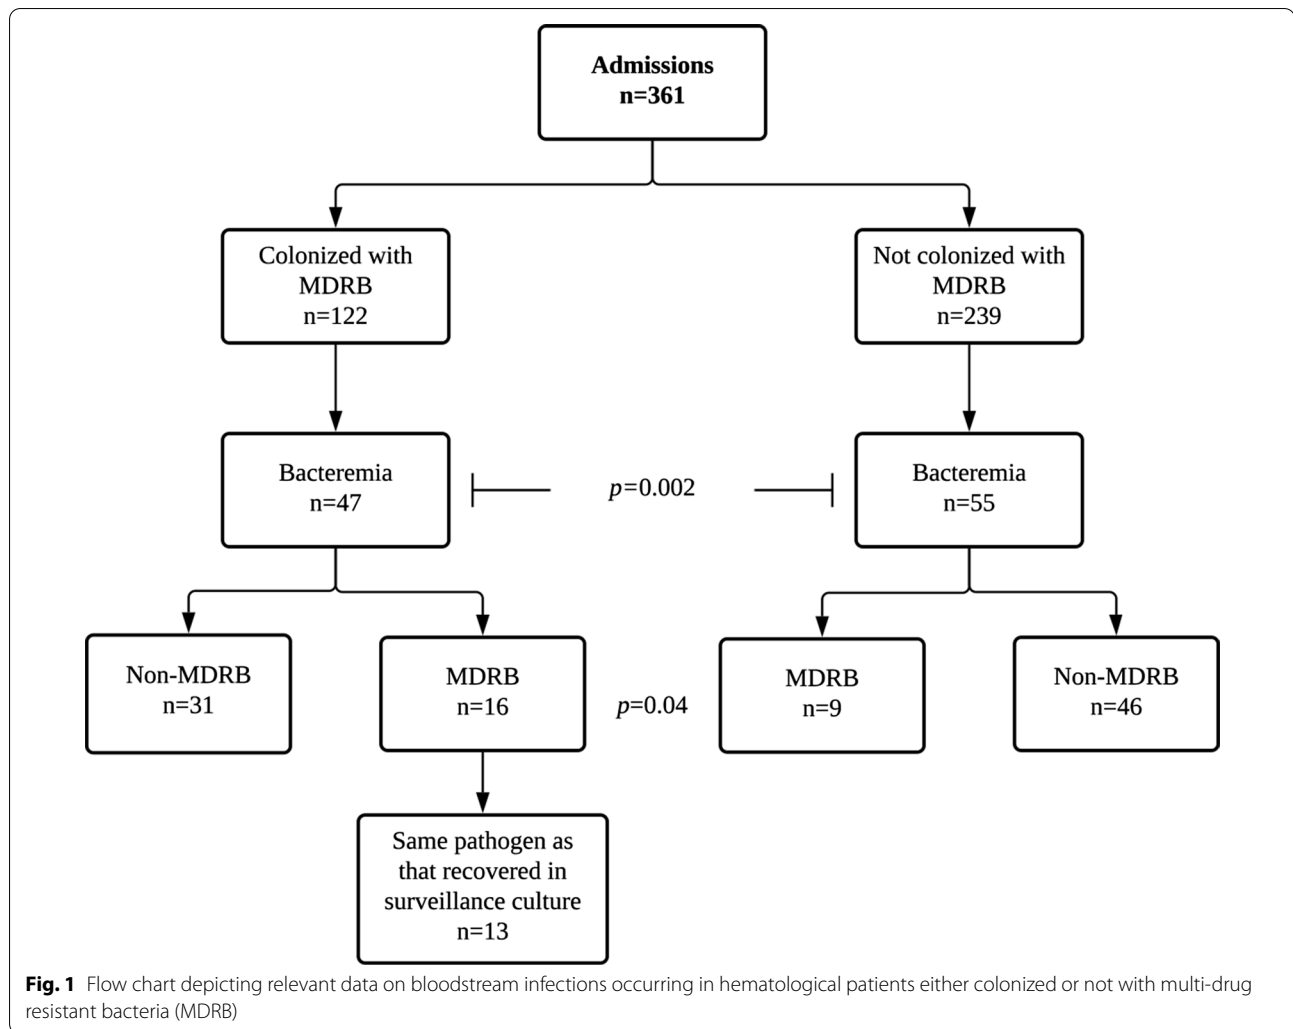 Admissions
n=361
Colonized with
MDRB
n=122
Not colonized with
MDRB
n=239
Bacteremia
n=47
p=0.002
Bacteremia
n=55
Non-MDRB
n=31
MDRB
n=16
p=0.04
MDRB
n=9
Non-MDRB
n=46
Same pathogen as
that recovered in
surveillance culture
n=13
Fig. 1 Flow chart depicting relevant data on bloodstream infections occurring in hematological patients either colonized or not with multi-drug
resistant bacteria (MDRB)